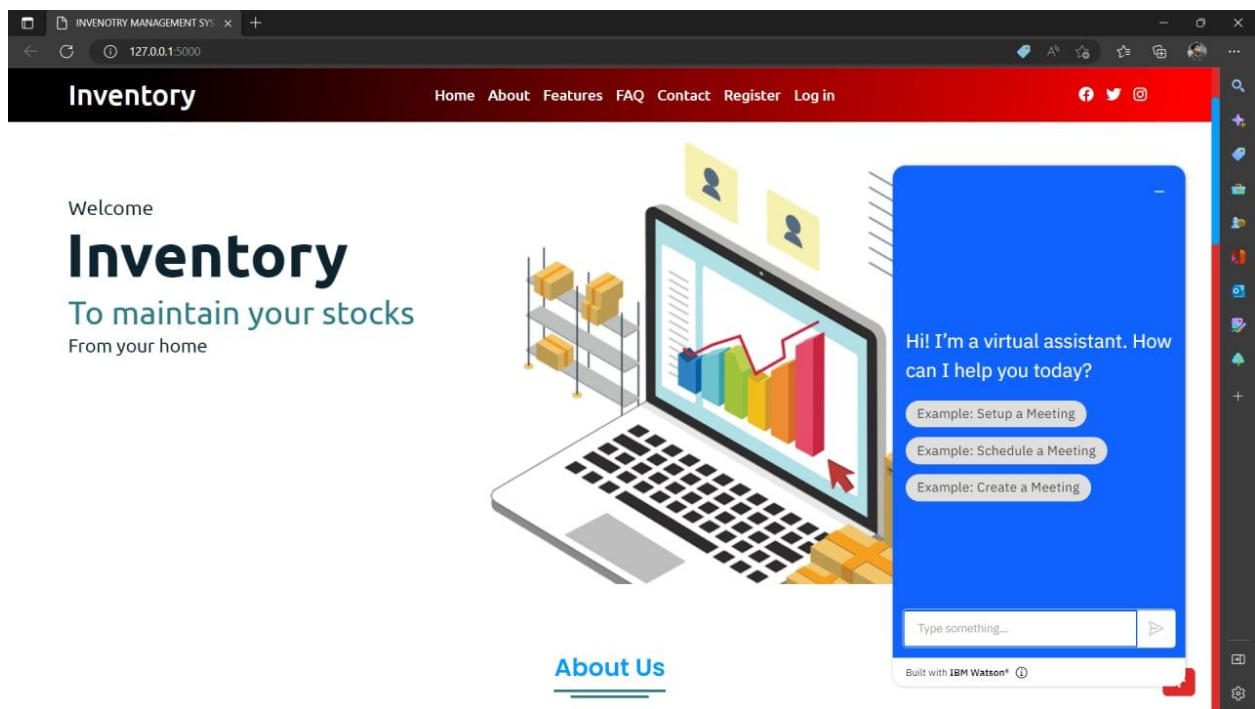 INVENOTRY MANAGEMENT SYS
127.0.0.1:5000
Inventory
Home About Features FAQ Contact Register Log in
Welcome
Inventory
To maintain your stocks
From your home
Hi! I'm a virtual assistant. How
can I help you today?
Example: Setup a Meeting
Example: Schedule a Meeting
Example: Create a Meeting
Type something...
Built with IBM Watson®
About Us